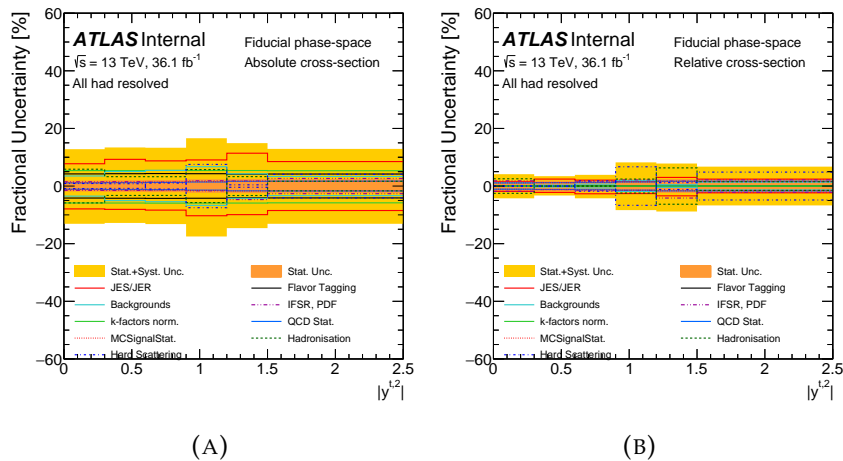 Fractional Uncertainty [%]
60
40
20
0
−20
−40
−60
ATLAS Internal
√s = 13 TeV, 36.1 fb-1
All had resolved
Fiducial phase-space
Absolute cross-section
Stat.+Syst. Unc.
Stat. Unc.
JES/JER
Flavor Tagging
Backgrounds
IFSR, PDF
k-factors norm.
QCD Stat.
MCSignalStat.
Hadronisation
Hard Scattering
0 0.5 1 1.5 2 2.5
|y^t,2|
(A)
Fractional Uncertainty [%]
60
40
20
0
−20
−40
−60
ATLAS Internal
√s = 13 TeV, 36.1 fb-1
All had resolved
Fiducial phase-space
Relative cross-section
Stat.+Syst. Unc.
Stat. Unc.
JES/JER
Flavor Tagging
Backgrounds
IFSR, PDF
k-factors norm.
QCD Stat.
MCSignalStat.
Hadronisation
Hard Scattering
0 0.5 1 1.5 2 2.5
|y^t,2|
(B)